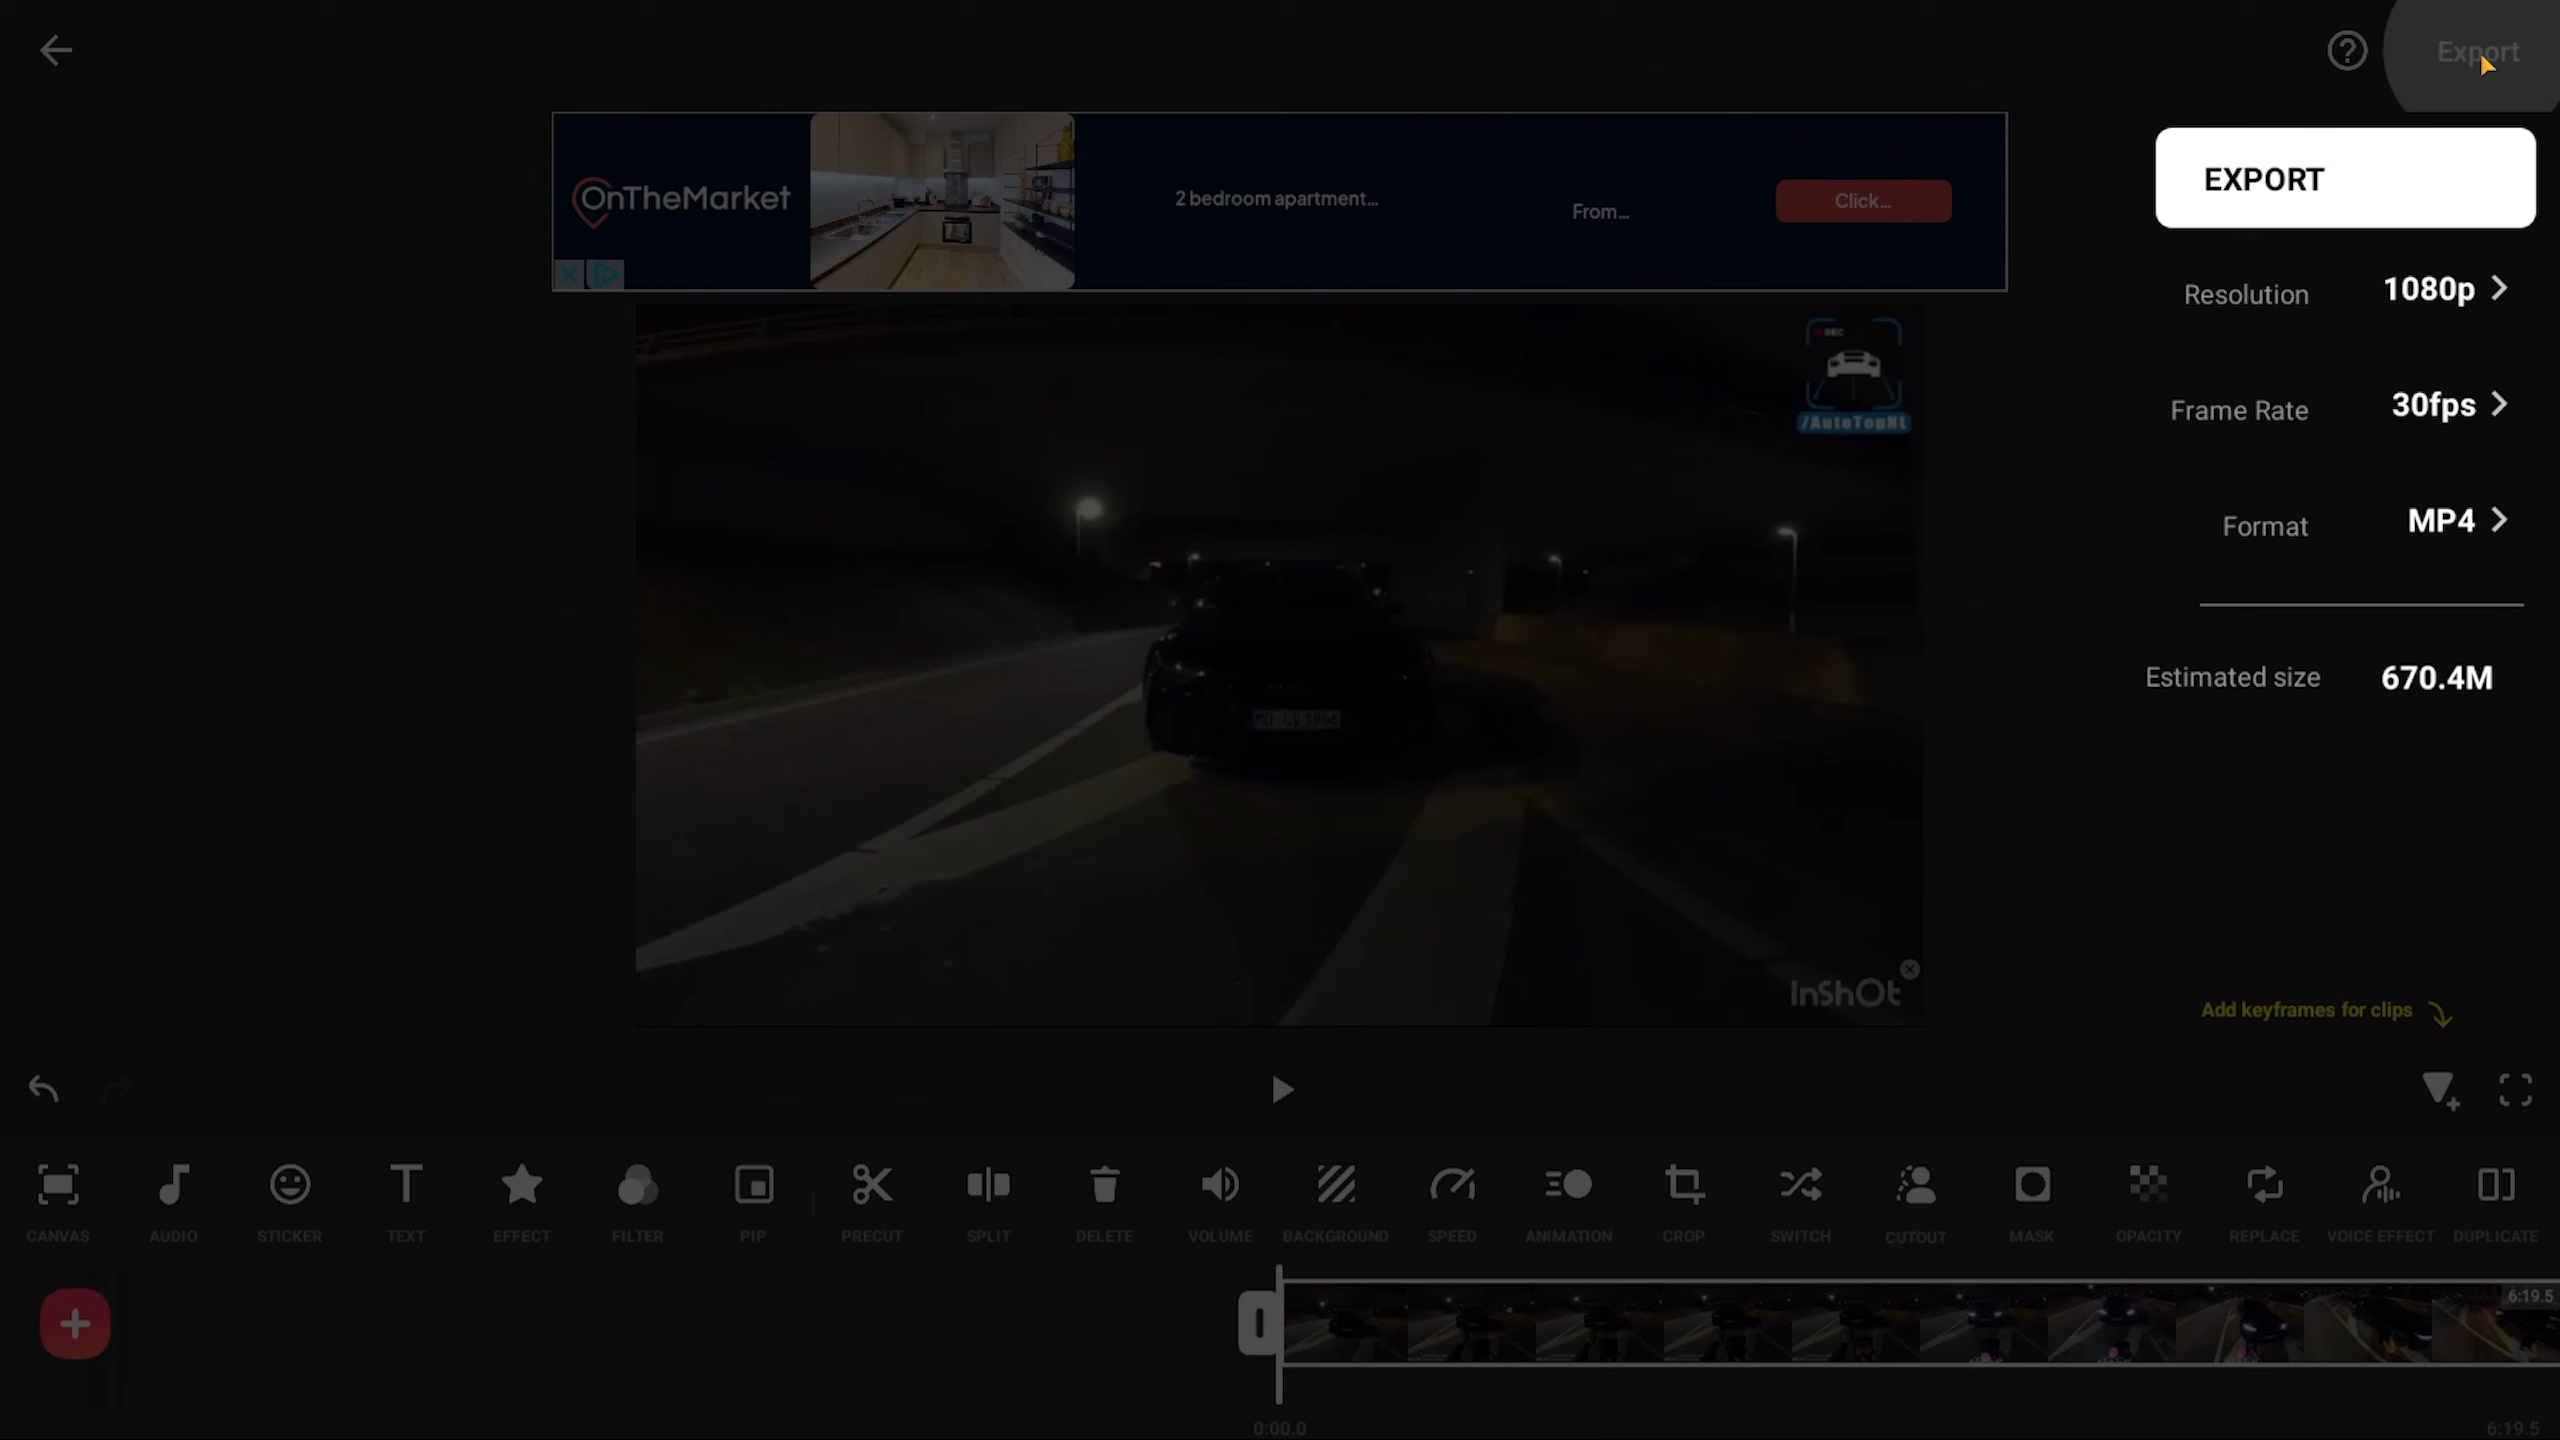 Export
OnTheMarket
2 bedroom apartment...
From...
Click...
EXPORT
Resolution 1080p
Frame Rate 30fps
Format MP4
Estimated size 670.4M
REC
/AutoTopNL
InShOt
Add keyframes for clips
CANVAS AUDIO STICKER TEXT EFFECT FILTER PIP PRECUT SPLIT DELETE VOLUME BACKGROUND SPEED ANIMATION CROP SWITCH CUTOUT MASK OPACITY REPLACE VOICE EFFECT DUPLICATE
6:19.5
0:00.0 6:19.5